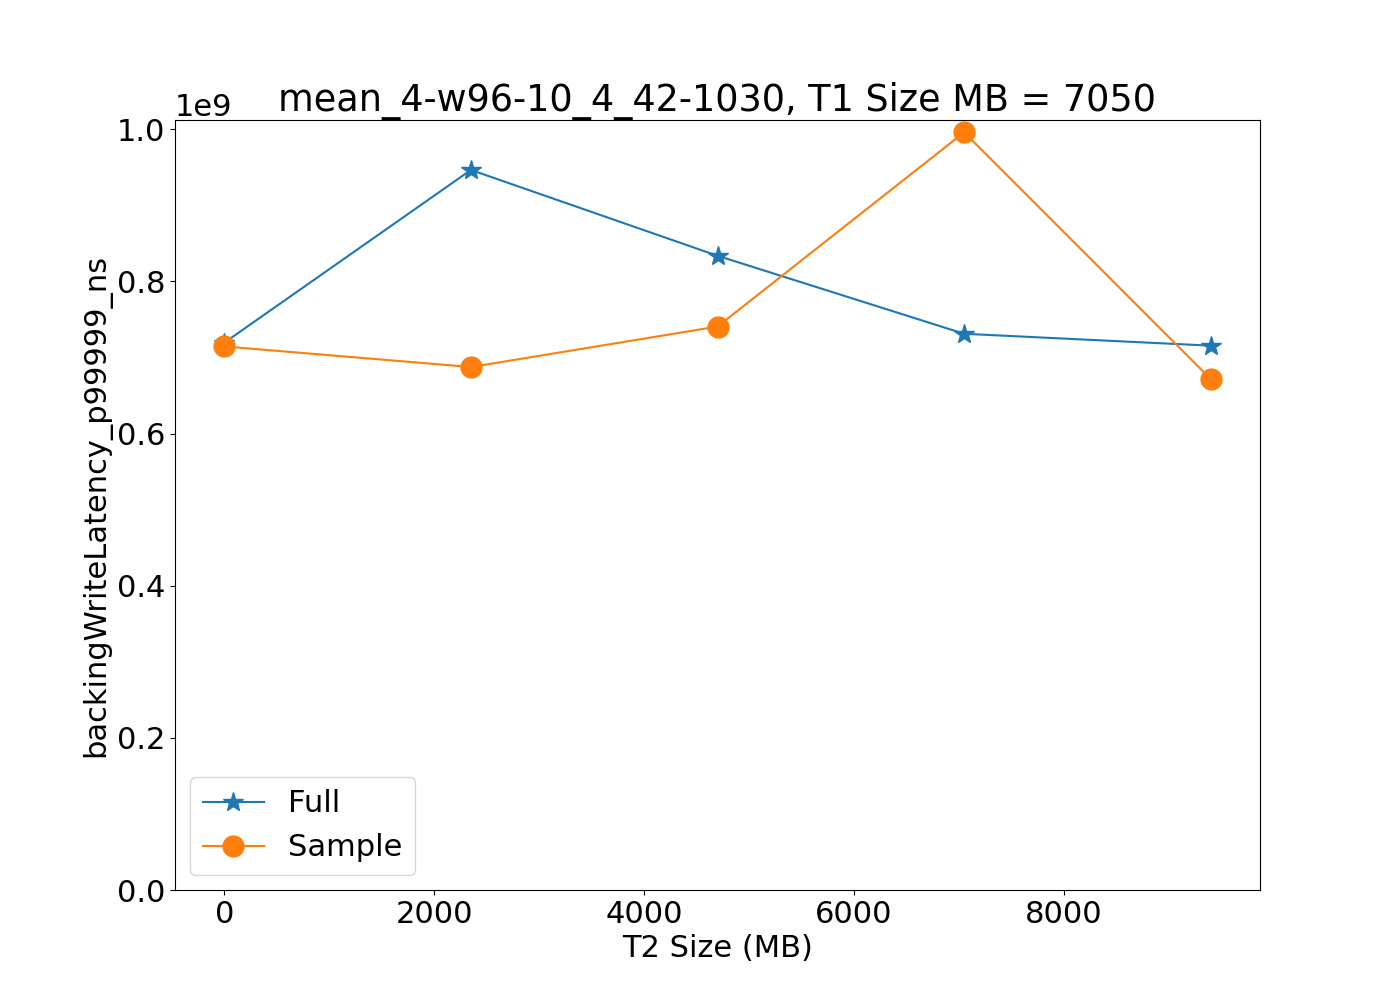 mean_4-w96-10_4_42-1030, T1 Size MB = 7050
1e9
1.0
0.8
0.6
0.4
0.2
0.0
backingWriteLatency_p99999_ns
0 2000 4000 6000 8000
T2 Size (MB)
Full
Sample